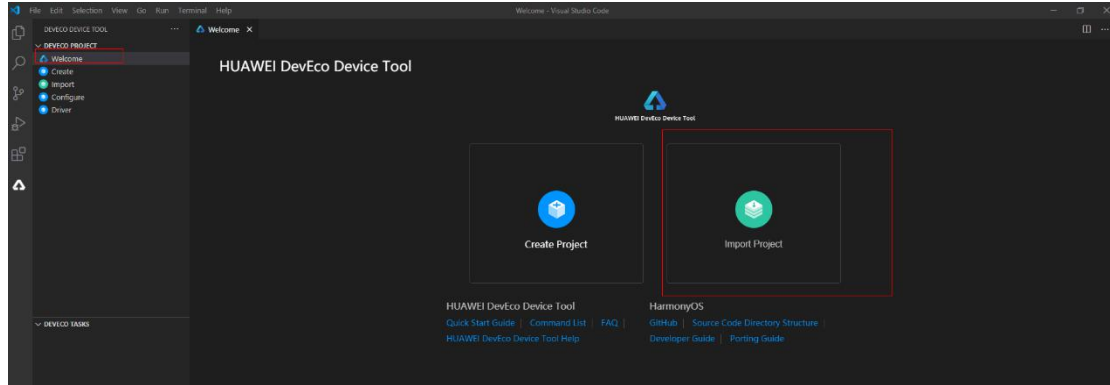 File Edit Selection View Go Run Terminal Help
Welcome - Visual Studio Code
DEVECO DEVICE TOOL
Welcome
DEVECO PROJECT
Welcome
Create
Import
Configure
Driver
HUAWEI DevEco Device Tool
HUAWEI DevEco Device Tool
Create Project
Import Project
HUAWEI DevEco Device Tool
HarmonyOS
Quick Start Guide | Command List | FAQ |
GitHub | Source Code Directory Structure |
HUAWEI DevEco Device Tool Help
Developer Guide | Porting Guide
DEVECO TASKS